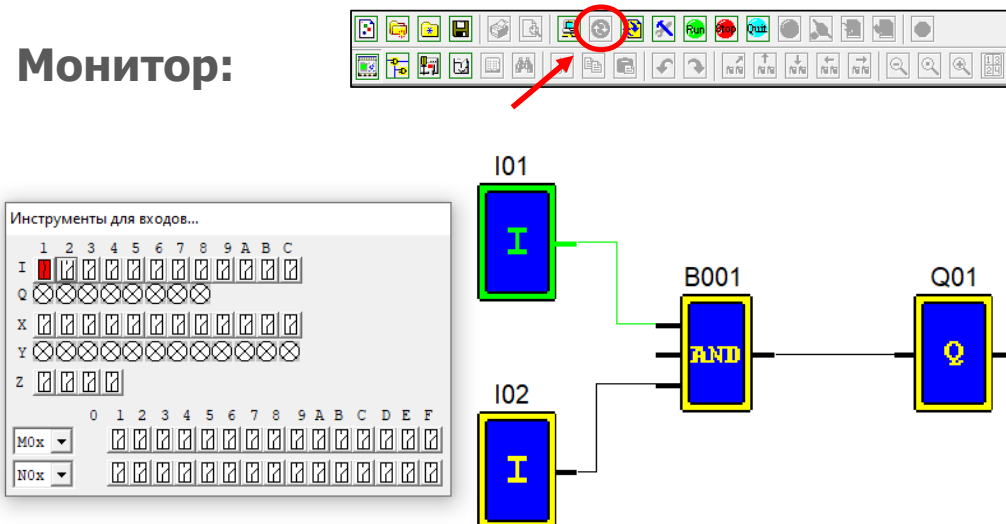 Монитор:
Run Stop Quit
I01
Инструменты для входов...
1 2 3 4 5 6 7 8 9 A B C
I
Q
X
Y
Z
0 1 2 3 4 5 6 7 8 9 A B C D E F
M0x
N0x
I
B001
AND
Q01
Q
I02
I